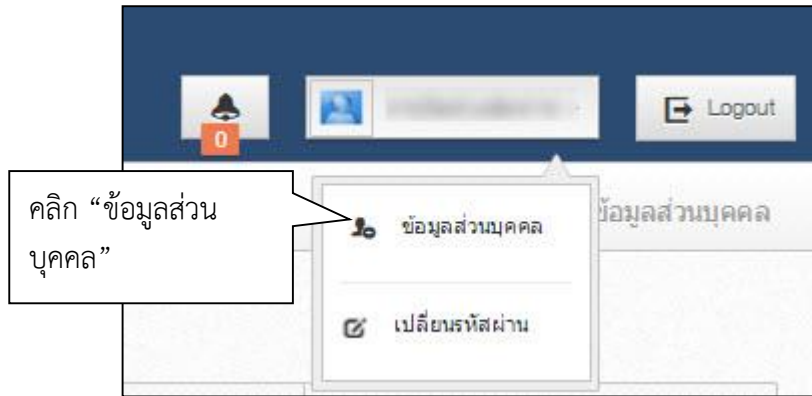 0
Logout
คลิก “ข้อมูลส่วน
บุคคล”
ข้อมูลส่วนบุคคล
ข้อมูลส่วนบุคคล
เปลี่ยนรหัสผ่าน